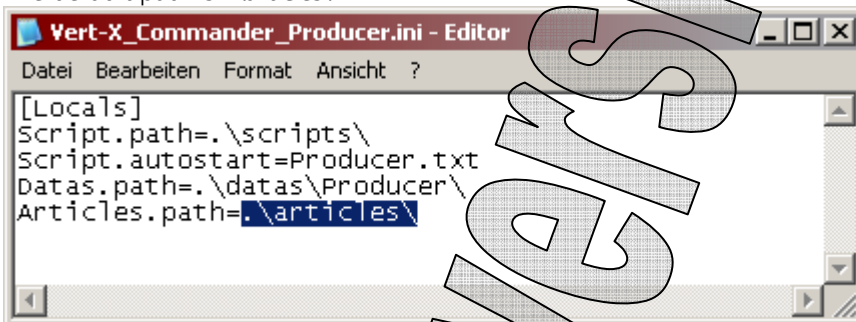 Vert-X_Commander_Producer.ini - Editor
Datei Bearbeiten Format Ansicht ?
[Locals]
Script.path=.\scripts\
Script.autostart=Producer.txt
Datas.path=.\datas\Producer\
Articles.path=.\articles\